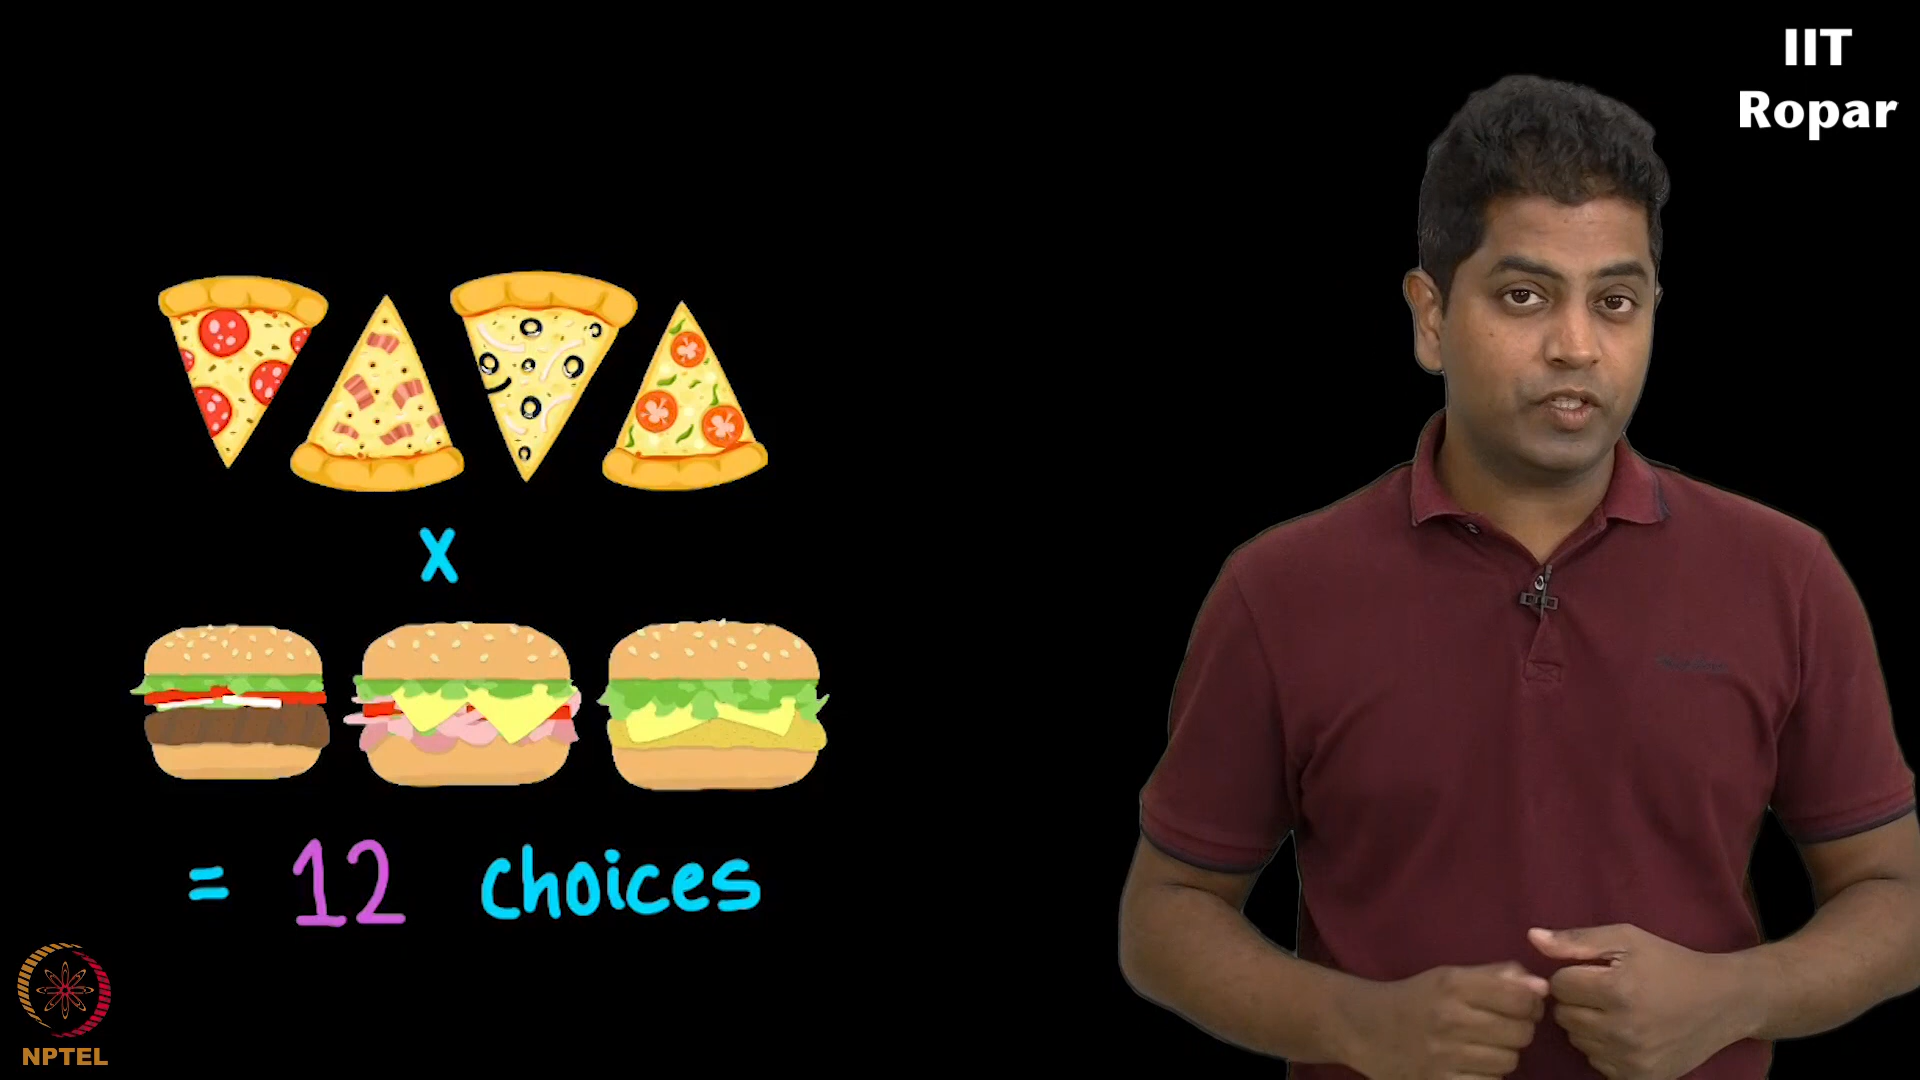 IIT
Ropar
x
= 12 choices
NPTEL